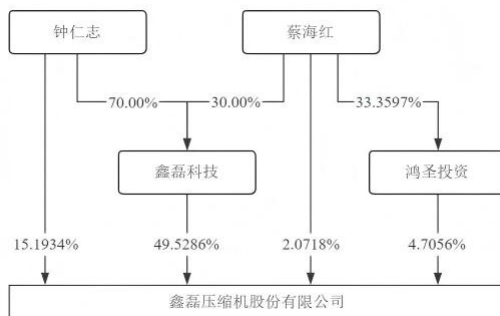 钟仁志
蔡海红
70.00%
30.00%
33.3597%
鑫磊科技
鸿圣投资
15.1934%
49.5286%
2.0718%
4.7056%
鑫磊压缩机股份有限公司